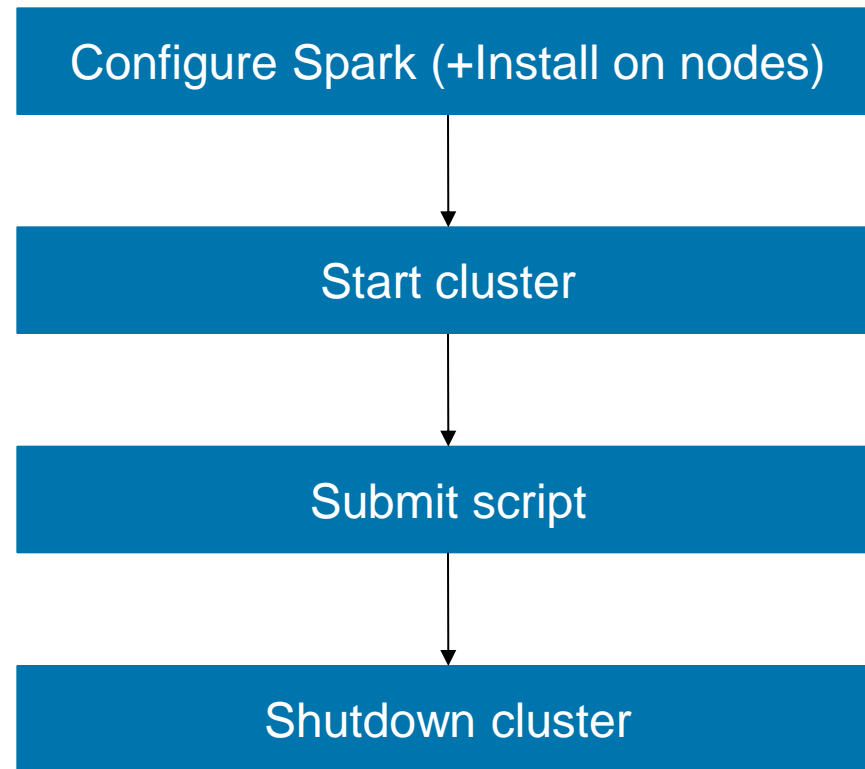 Configure Spark (+Install on nodes)
Start cluster
Submit script
Shutdown cluster